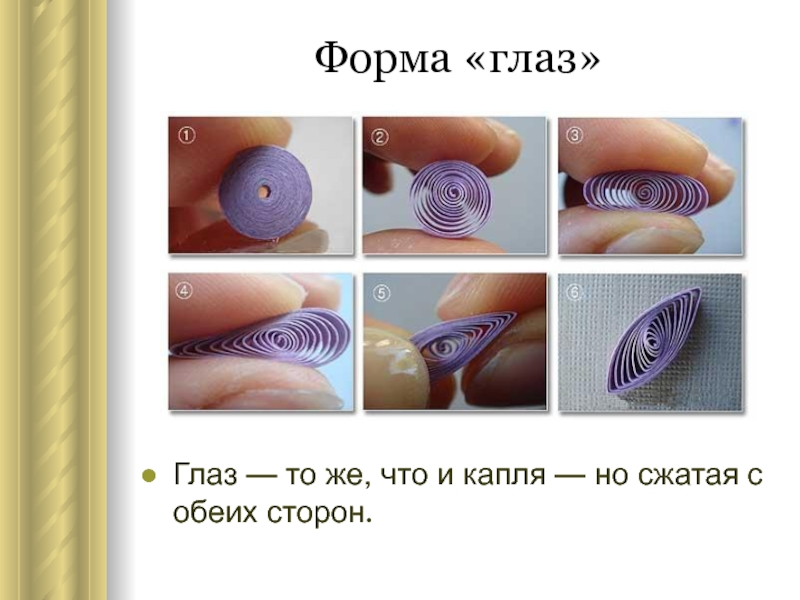 Форма «глаз»
① ② ③
④ ⑤ ⑥
Глаз — то же, что и капля — но сжатая с
обеих сторон.